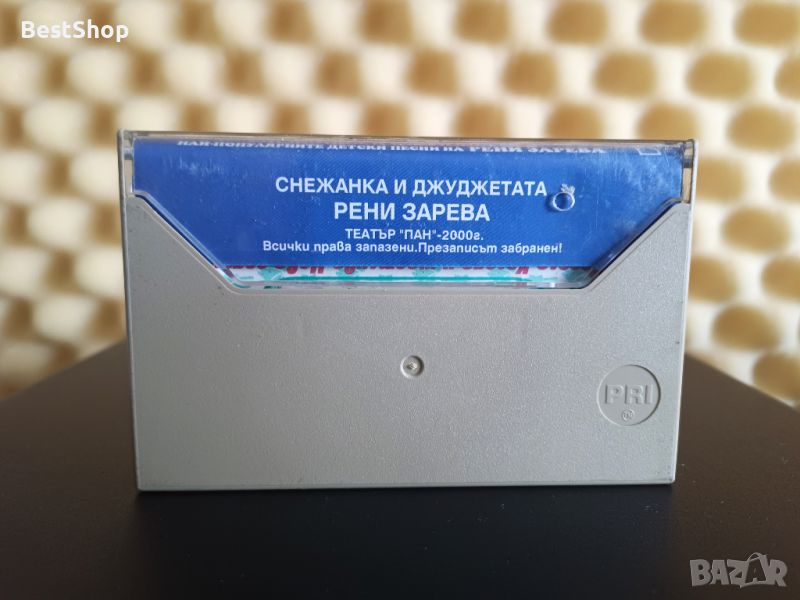 BestShop
НАЙ-ПОПУЛЯРНИТЕ ДЕТСКИ ПЕСНИ НА РЕНИ ЗАРЕВА
СНЕЖАНКА И ДЖУДЖЕТАТА
РЕНИ ЗАРЕВА
ТЕАТЪР "ПАН"-2000г.
Всички права запазени.Презаписът забранен!
PRI
®
BAZAR